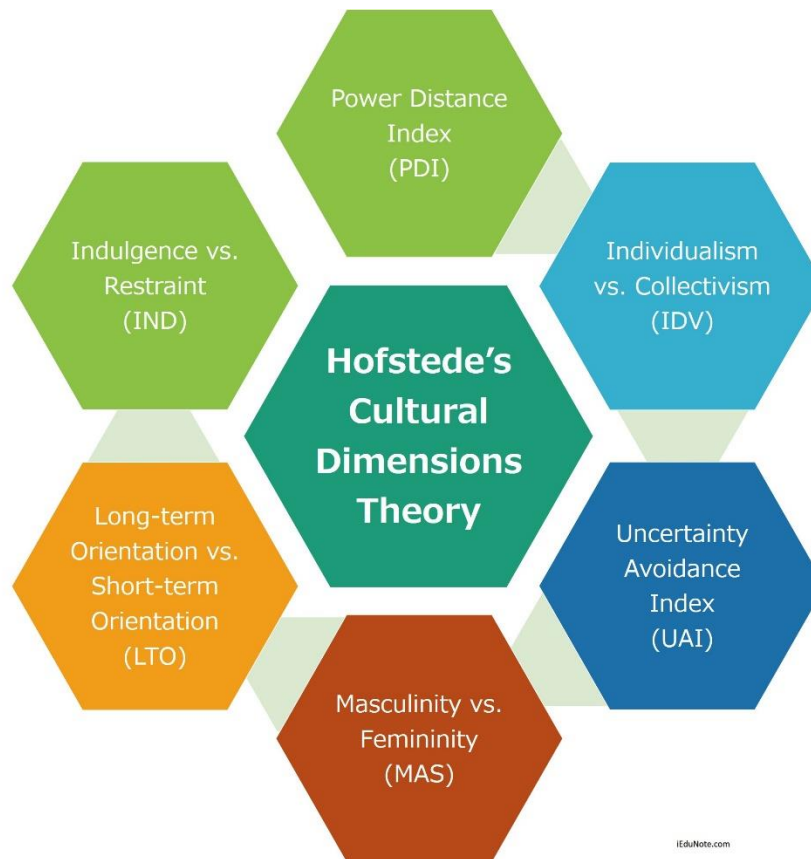 Power Distance
Index
(PDI)
Individualism
vs. Collectivism
(IDV)
Uncertainty
Avoidance
Index
(UAI)
Masculinity vs.
Femininity
(MAS)
Long-term
Orientation vs.
Short-term
Orientation
(LTO)
Indulgence vs.
Restraint
(IND)
Hofstede's
Cultural
Dimensions
Theory
iEduNote.com